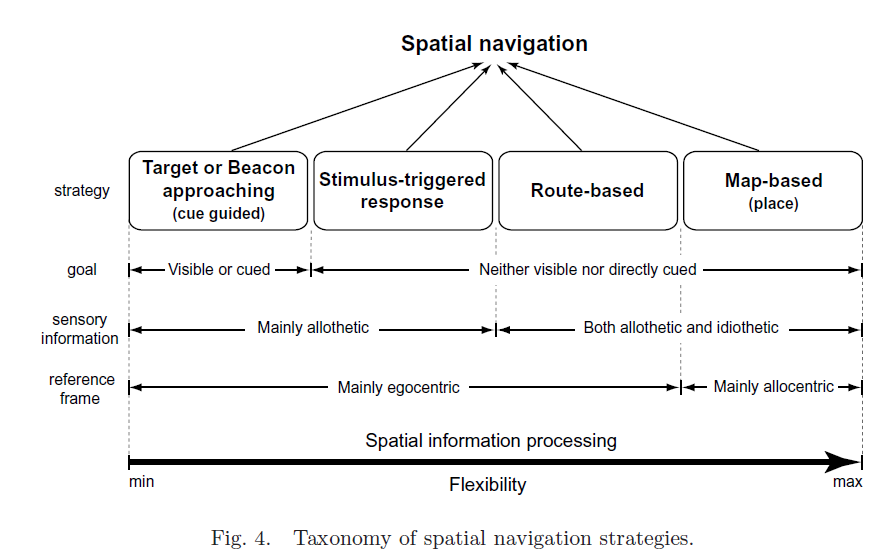 Spatial navigation
strategy
Target or Beacon
approaching
(cue guided)
Stimulus-triggered
response
Route-based
Map-based
(place)
goal
Visible or cued
Neither visible nor directly cued
sensory
information
Mainly allothetic
Both allothetic and idiothetic
reference
frame
Mainly egocentric
Mainly allocentric
Spatial information processing
min
Flexibility
max
Fig. 4. Taxonomy of spatial navigation strategies.